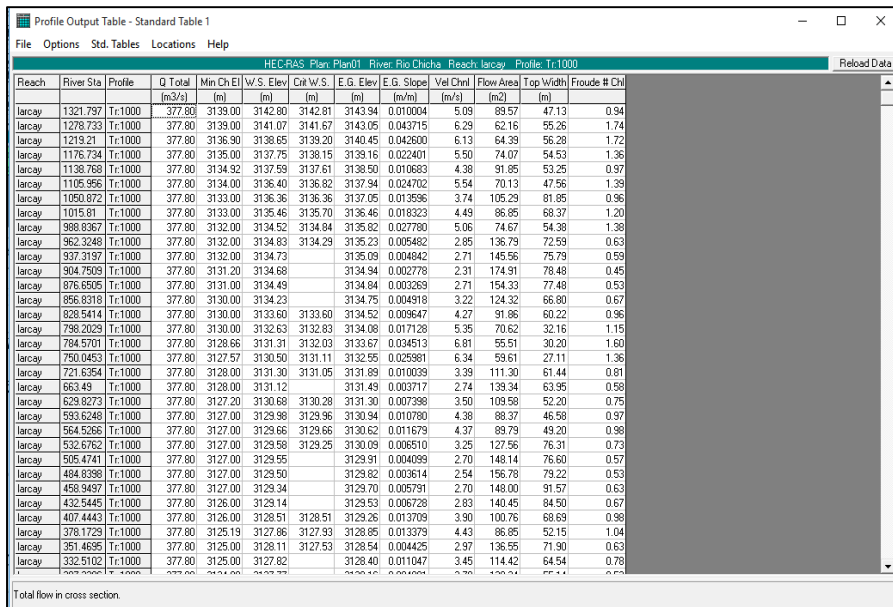 Profile Output Table - Standard Table 1
File Options Std. Tables Locations Help
HEC-RAS Plan: Plan01 River: Rio Chicha Reach: larcay Profile: Tr:1000
Reload Data
Reach River Sta Profile Q Total Min Ch El W.S. Elev Crit W.S. E.G. Elev E.G. Slope Vel Chnl Flow Area Top Width Froude # Chl
(m3/s) (m) (m) (m) (m) (m/m) (m/s) (m2) (m)
larcay 1321.797 Tr:1000 377.80 3139.00 3142.80 3142.81 3143.94 0.010004 5.09 89.57 47.13 0.94
larcay 1278.733 Tr:1000 377.80 3139.00 3141.07 3141.67 3143.05 0.043715 6.29 62.16 55.26 1.74
larcay 1219.21 Tr:1000 377.80 3136.90 3138.65 3139.20 3140.45 0.042600 6.13 64.39 56.28 1.72
larcay 1176.734 Tr:1000 377.80 3135.00 3137.75 3138.15 3139.16 0.022401 5.50 74.07 54.53 1.36
larcay 1138.768 Tr:1000 377.80 3134.92 3137.59 3137.61 3138.50 0.010683 4.38 91.85 53.25 0.97
larcay 1105.956 Tr:1000 377.80 3134.00 3136.40 3136.82 3137.94 0.024702 5.54 70.13 47.56 1.39
larcay 1050.872 Tr:1000 377.80 3133.00 3136.36 3136.36 3137.05 0.013596 3.74 105.29 81.85 0.96
larcay 1015.81 Tr:1000 377.80 3133.00 3135.46 3135.70 3136.46 0.018323 4.49 86.85 68.37 1.20
larcay 988.8367 Tr:1000 377.80 3132.00 3134.52 3134.84 3135.82 0.027780 5.06 74.67 54.38 1.38
larcay 962.3248 Tr:1000 377.80 3132.00 3134.83 3134.29 3135.23 0.005482 2.85 136.79 72.59 0.63
larcay 937.3197 Tr:1000 377.80 3132.00 3134.73 3135.09 0.004842 2.71 145.56 75.79 0.59
larcay 904.7509 Tr:1000 377.80 3131.20 3134.68 3134.94 0.002778 2.31 174.91 78.48 0.45
larcay 876.6505 Tr:1000 377.80 3131.00 3134.49 3134.84 0.003269 2.71 154.33 77.48 0.53
larcay 856.8318 Tr:1000 377.80 3130.00 3134.23 3134.75 0.004918 3.22 124.32 66.80 0.67
larcay 828.5414 Tr:1000 377.80 3130.00 3133.60 3133.60 3134.52 0.009647 4.27 91.86 60.22 0.96
larcay 798.2029 Tr:1000 377.80 3130.00 3132.63 3132.83 3134.08 0.017128 5.35 70.62 32.16 1.15
larcay 784.5701 Tr:1000 377.80 3128.66 3131.31 3132.03 3133.67 0.034513 6.81 55.51 30.20 1.60
larcay 750.0453 Tr:1000 377.80 3127.57 3130.50 3131.11 3132.55 0.025981 6.34 59.61 27.11 1.36
larcay 721.6354 Tr:1000 377.80 3128.00 3131.30 3131.05 3131.89 0.010039 3.39 111.30 61.44 0.81
larcay 663.49 Tr:1000 377.80 3128.00 3131.12 3131.49 0.003717 2.74 139.34 63.95 0.58
larcay 629.8273 Tr:1000 377.80 3127.20 3130.68 3130.28 3131.30 0.007398 3.50 109.58 52.20 0.75
larcay 593.6248 Tr:1000 377.80 3127.00 3129.98 3129.96 3130.94 0.010780 4.38 88.37 46.58 0.97
larcay 564.5266 Tr:1000 377.80 3127.00 3129.66 3129.66 3130.62 0.011679 4.37 89.79 49.20 0.98
larcay 532.6762 Tr:1000 377.80 3127.00 3129.58 3129.25 3130.09 0.006510 3.25 127.56 76.31 0.73
larcay 505.4741 Tr:1000 377.80 3127.00 3129.55 3129.91 0.004099 2.70 148.14 76.60 0.57
larcay 484.8398 Tr:1000 377.80 3127.00 3129.50 3129.82 0.003614 2.54 156.78 79.22 0.53
larcay 458.9497 Tr:1000 377.80 3127.00 3129.34 3129.70 0.005791 2.70 148.00 91.57 0.63
larcay 432.5445 Tr:1000 377.80 3126.00 3129.14 3129.53 0.006728 2.83 140.45 84.50 0.67
larcay 407.4443 Tr:1000 377.80 3126.00 3128.51 3128.51 3129.26 0.013709 3.90 100.76 68.69 0.98
larcay 378.1729 Tr:1000 377.80 3125.19 3127.86 3127.93 3128.85 0.013379 4.43 86.85 52.15 1.04
larcay 351.4695 Tr:1000 377.80 3125.00 3128.11 3127.53 3128.54 0.004425 2.97 136.55 71.90 0.63
larcay 332.5102 Tr:1000 377.80 3125.00 3127.82 3128.40 0.011047 3.45 114.42 64.54 0.78
Total flow in cross section.